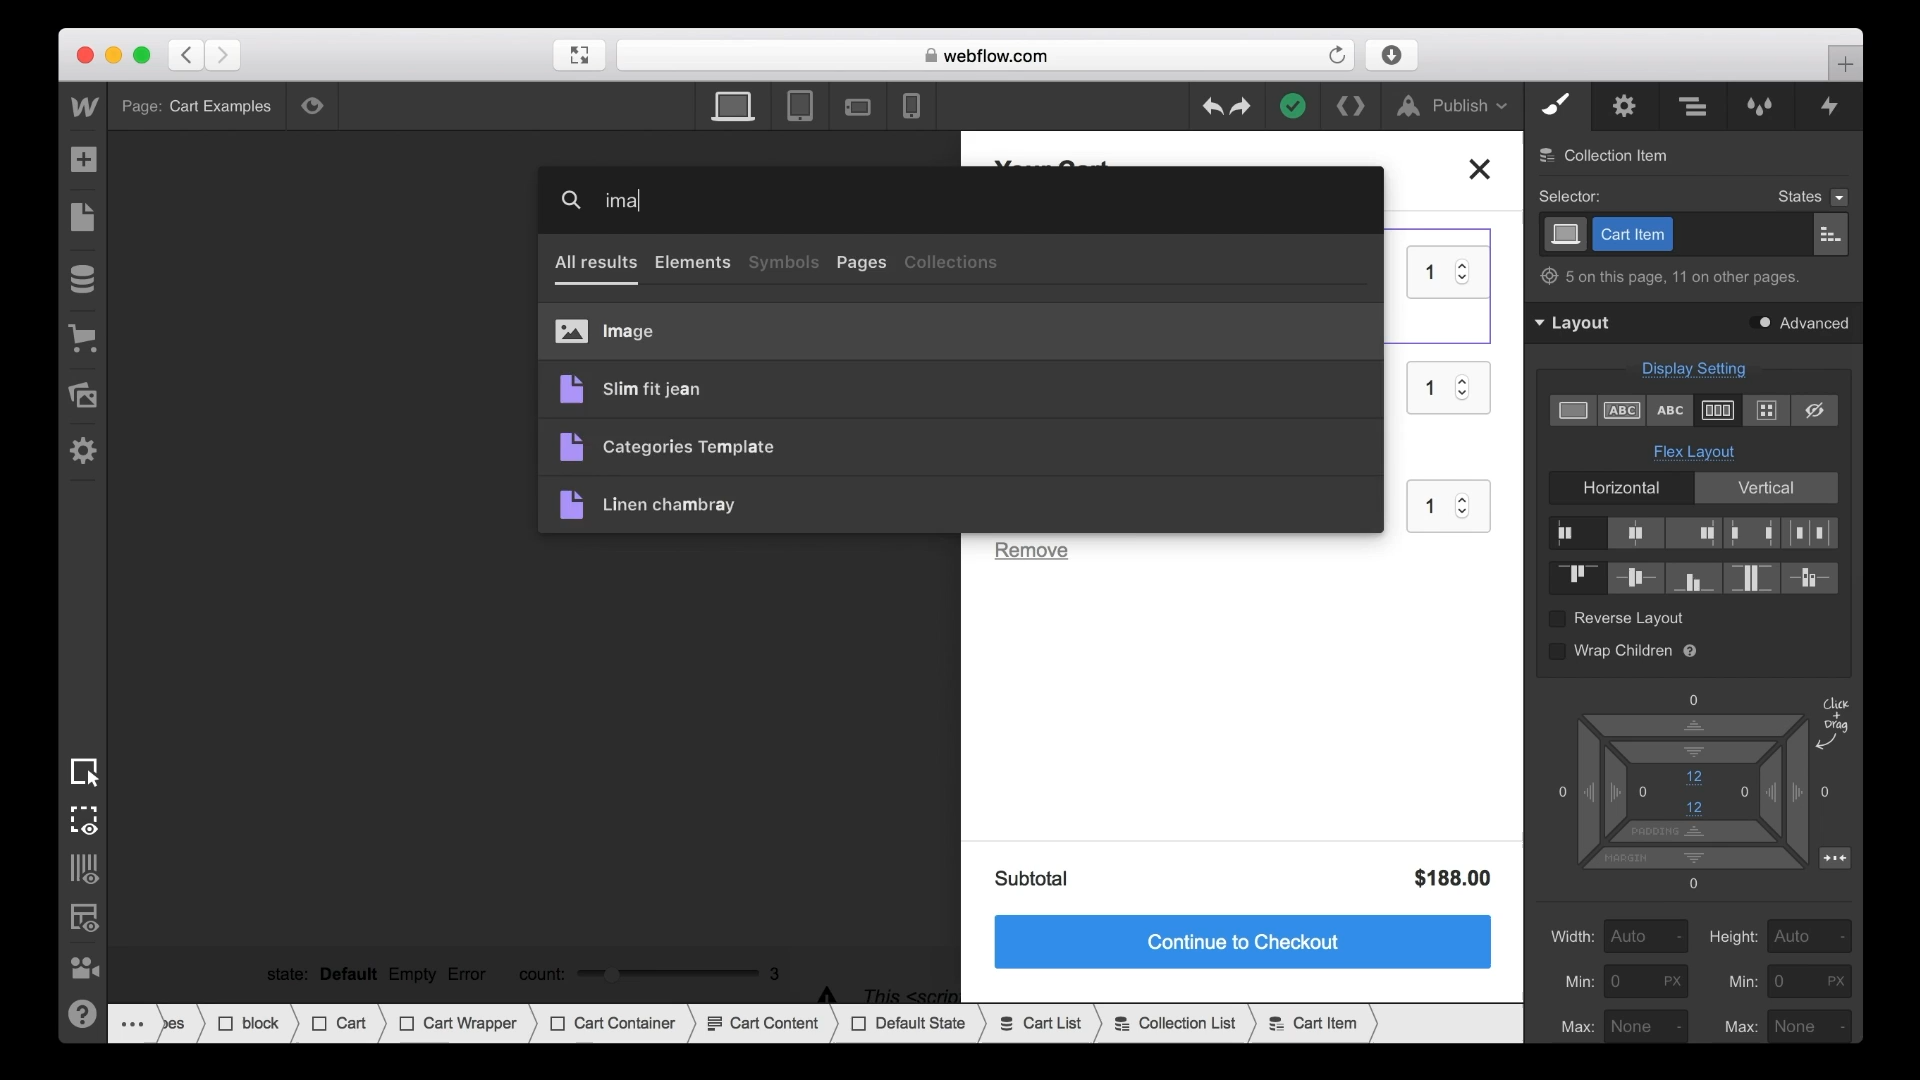 webflow.com
Page: Cart Examples
Publish
ima
All results Elements Symbols Pages Collections
Image
Slim fit jean
Categories Template
Linen chambray
1
1
1
Remove
Subtotal $188.00
Continue to Checkout
state: Default Empty Error count: 3
This
block Cart Cart Wrapper Cart Container Cart Content Default State Cart List Collection List Cart Item
Collection Item
Selector: States
Cart Item
5 on this page, 11 on other pages.
Layout Advanced
Display Setting
ABC ABC
Flex Layout
Horizontal Vertical
Reverse Layout
Wrap Children ?
0
Click
+
Drag
12
0 0 0 0
12
PADDING
MARGIN
0
Width: Auto - Height: Auto -
Min: 0 PX Min: 0 PX
Max: None - Max: None -